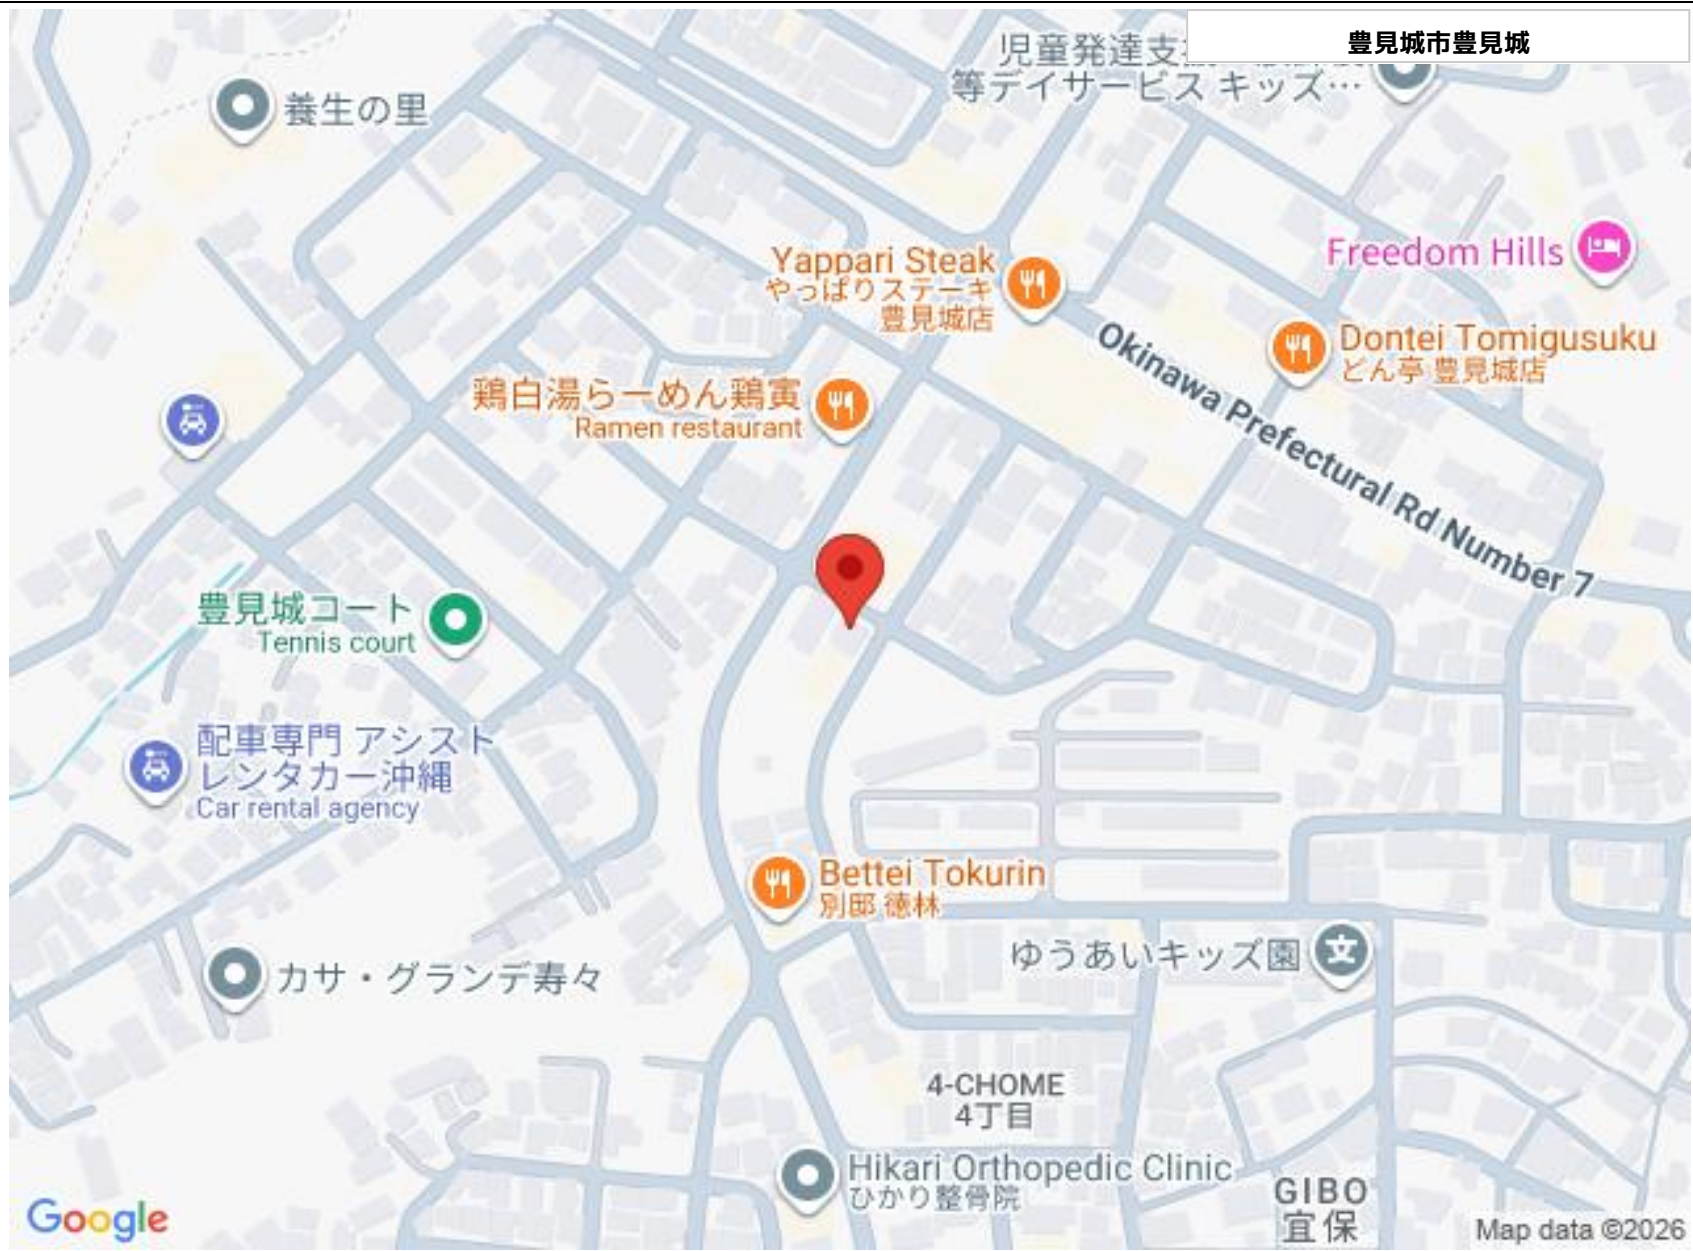 豊見城市豊見城
児童発達支
等デイサービス キッズ…
養生の里
Freedom Hills
Yappari Steak
やっぱりステーキ
豊見城店
Dontei Tomigusuku
どん亭 豊見城店
Okinawa Prefectural Rd Number 7
鶏白湯らーめん鶏寅
Ramen restaurant
豊見城コート
Tennis court
配車専門 アシスト
レンタカー沖縄
Car rental agency
Bettei Tokurin
別邸 徳林
ゆうあいキッズ園
文
カサ・グランデ寿々
4-CHOME
4丁目
Hikari Orthopedic Clinic
ひかり整骨院
GIBO
宜保
Google
Map data ©2026